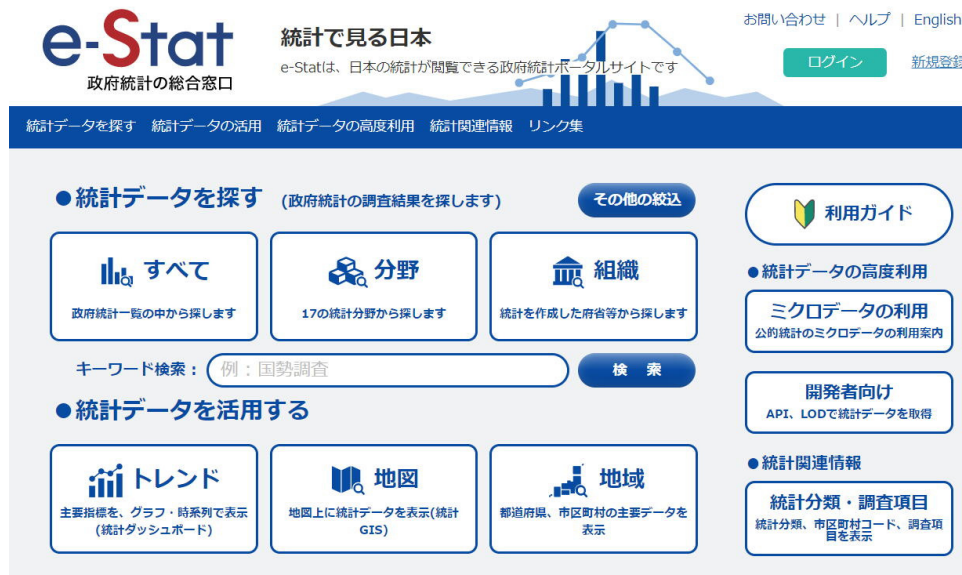 e-Stat
政府統計の総合窓口
統計で見る日本
e-Statは、日本の統計が閲覧できる政府統計ポータルサイトです
お問い合わせ | ヘルプ | English
ログイン
新規登録
統計データを探す 統計データの活用 統計データの高度利用 統計関連情報 リンク集
●統計データを探す (政府統計の調査結果を探します)
その他の絞込
すべて
政府統計一覧の中から探します
分野
17の統計分野から探します
組織
統計を作成した府省等から探します
キーワード検索：
例：国勢調査
検 索
●統計データを活用する
トレンド
主要指標を、グラフ・時系列で表示
(統計ダッシュボード)
地図
地図上に統計データを表示(統計
GIS)
地域
都道府県、市区町村の主要データを
表示
利用ガイド
●統計データの高度利用
ミクロデータの利用
公的統計のミクロデータの利用案内
開発者向け
API、LODで統計データを取得
●統計関連情報
統計分類・調査項目
統計分類、市区町村コード、調査項
目を表示